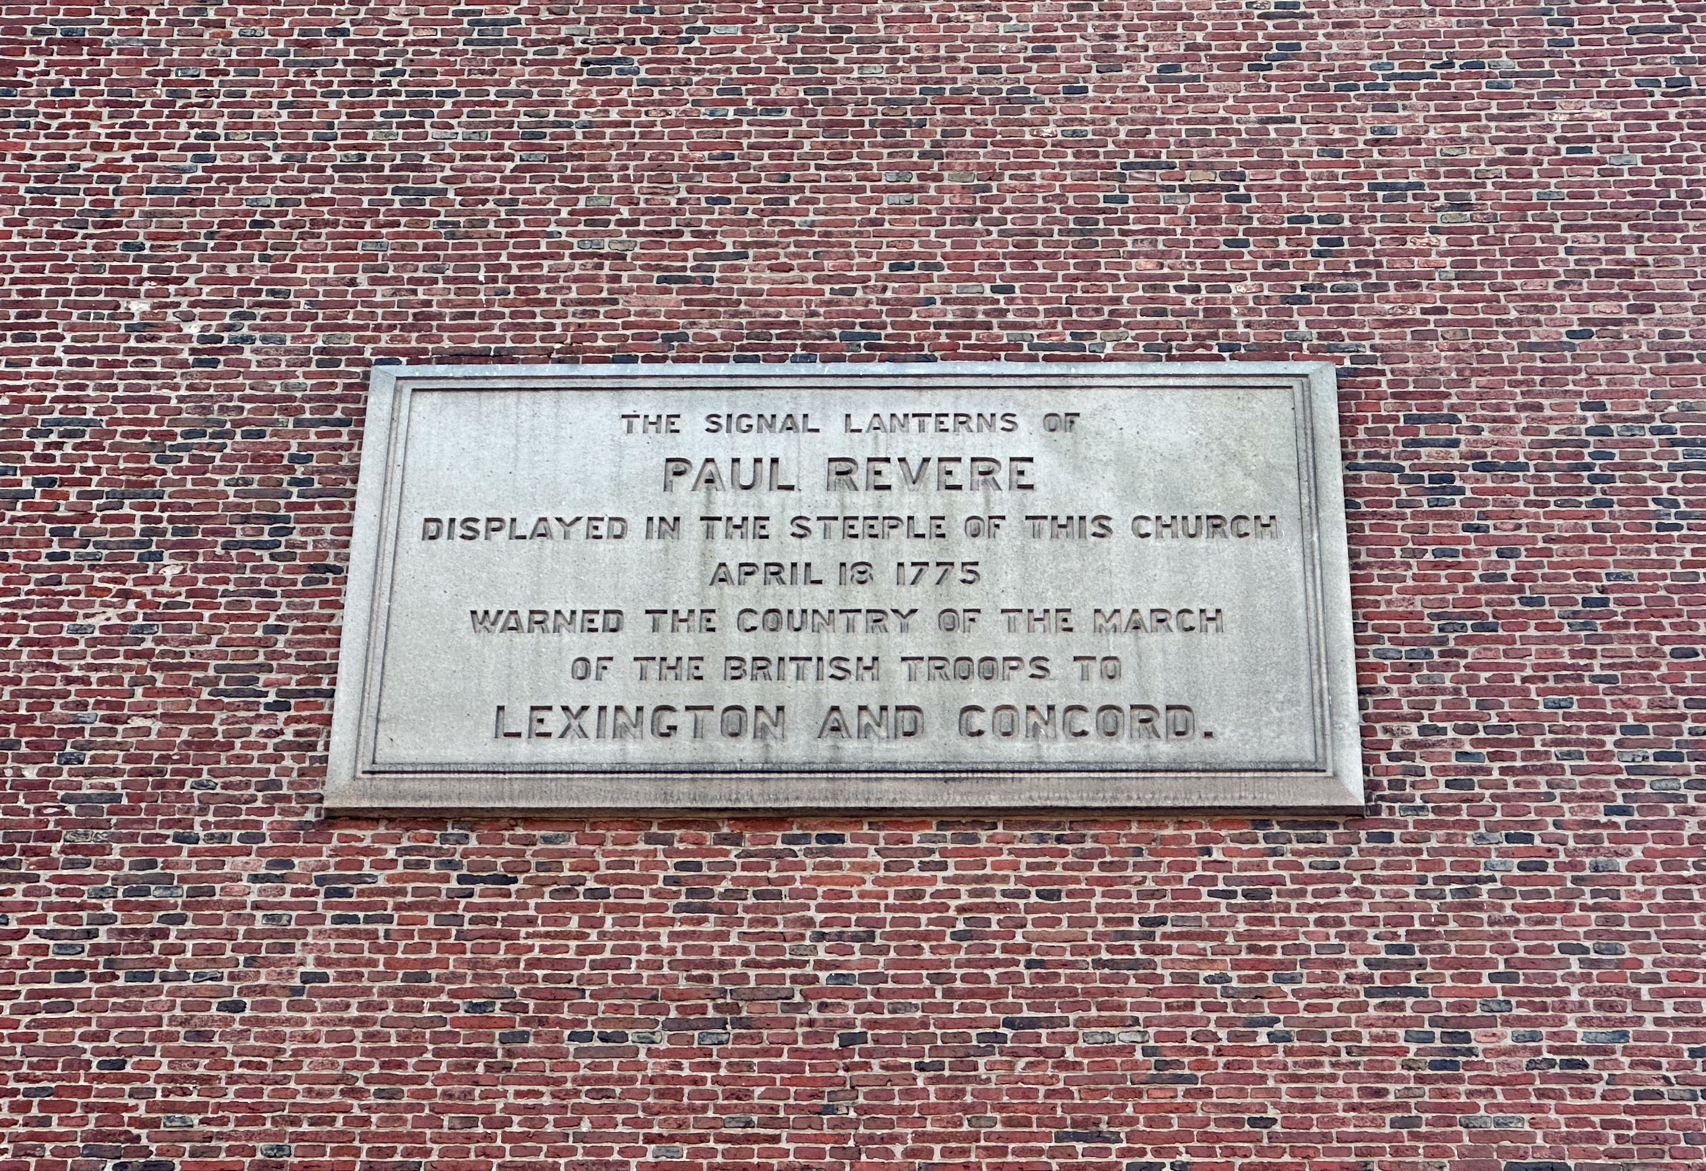 THE SIGNAL LANTERNS OF
PAUL REVERE
DISPLAYED IN THE STEEPLE OF THIS CHURCH
APRIL 18 1775
WARNED THE COUNTRY OF THE MARCH
OF THE BRITISH TROOPS TO
LEXINGTON AND CONCORD.